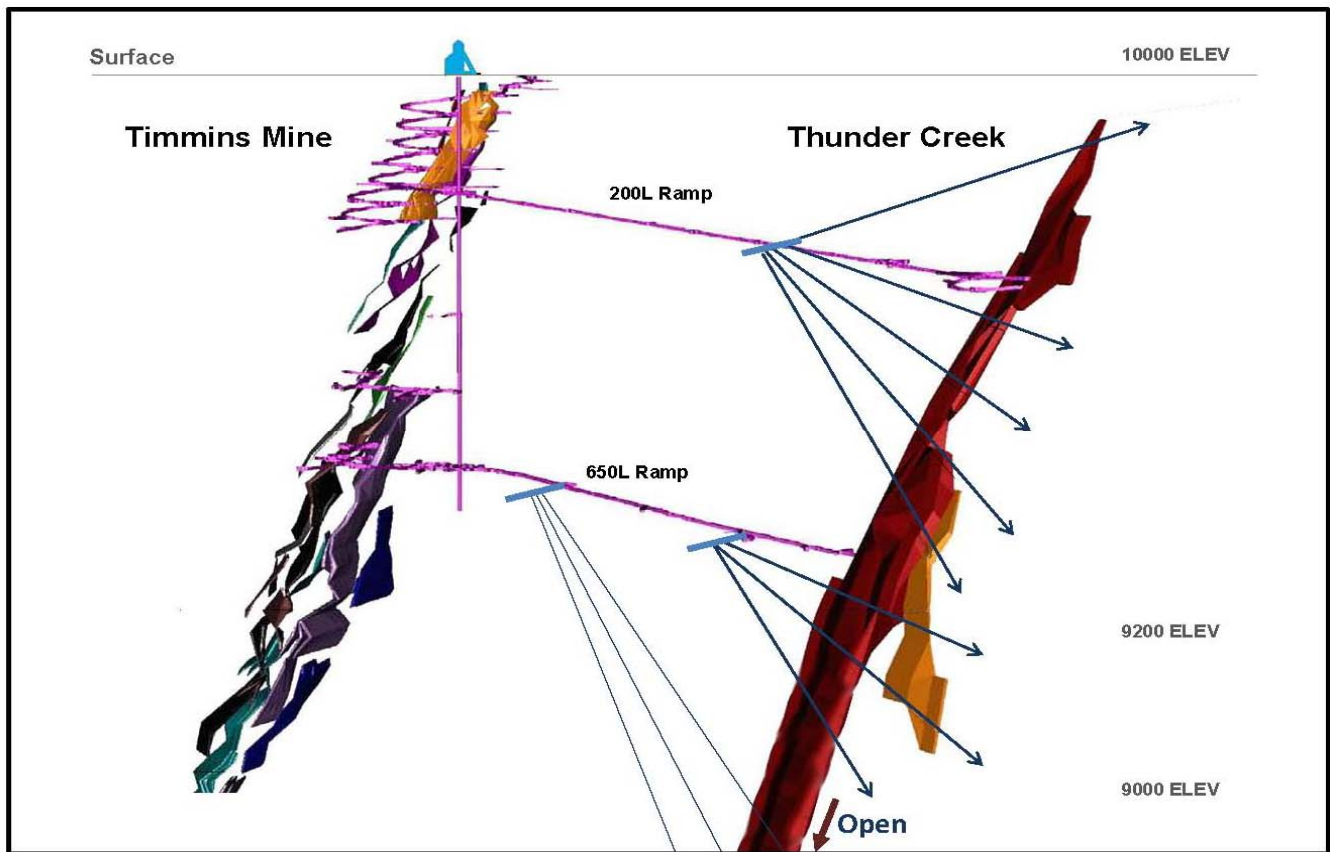 Surface
10000 ELEV
Timmins Mine
Thunder Creek
200L Ramp
650L Ramp
9200 ELEV
9000 ELEV
Open